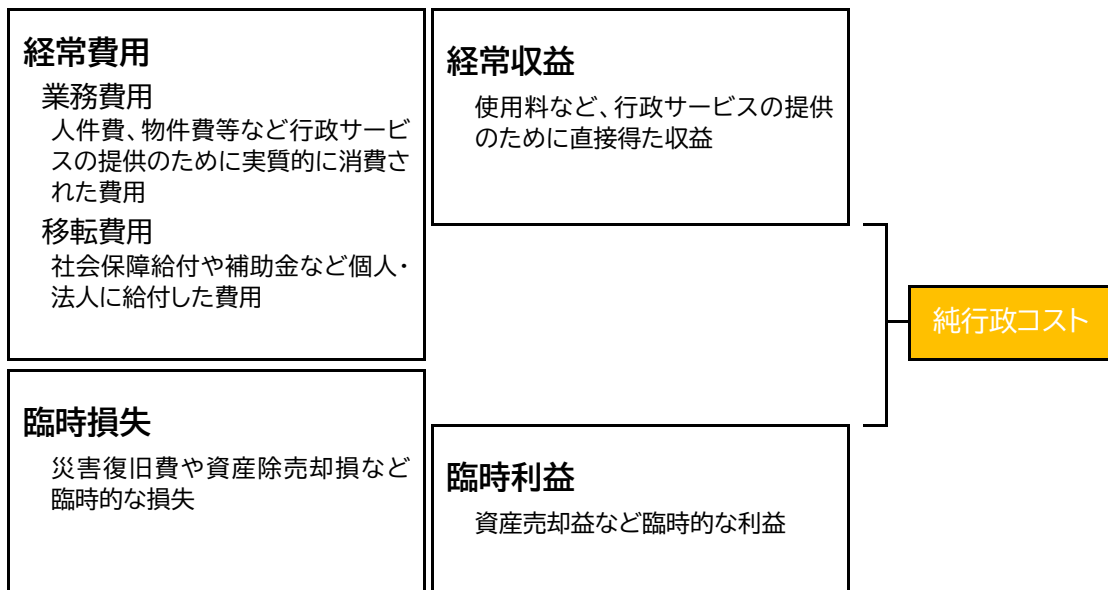 経常費用
業務費用
人件費、物件費等など行政サービ
スの提供のために実質的に消費さ
れた費用
移転費用
社会保障給付や補助金など個人・
法人に給付した費用
経常収益
使用料など、行政サービスの提供
のために直接得た収益
純行政コスト
臨時損失
災害復旧費や資産除売却損など
臨時的な損失
臨時利益
資産売却益など臨時的な利益